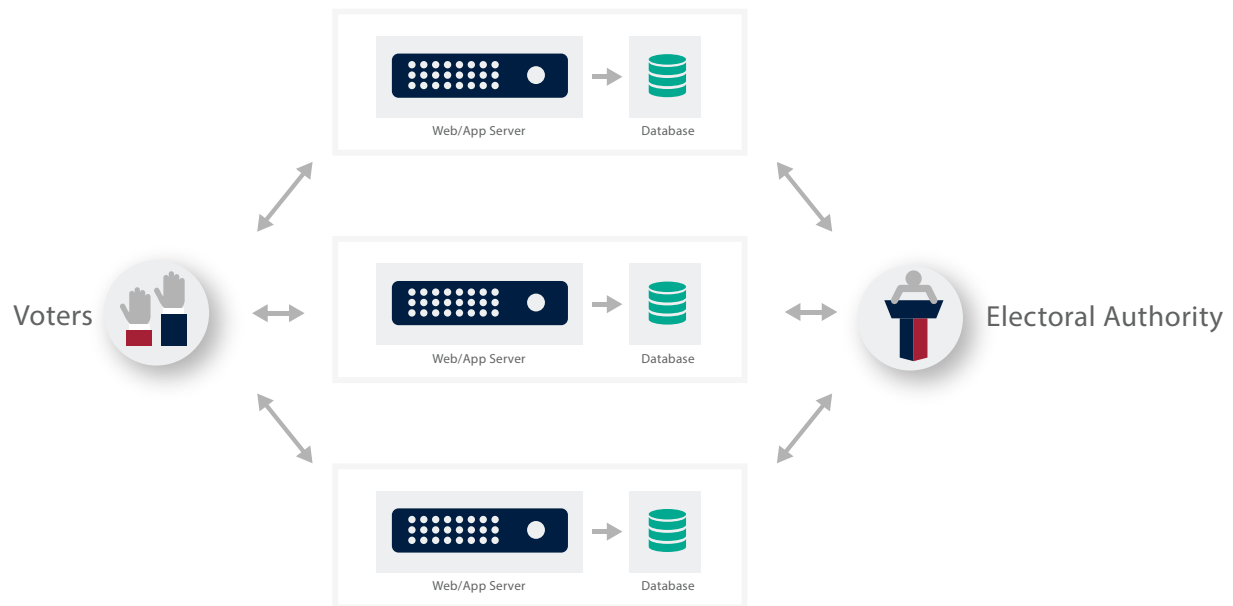 Web/App Server
Database
Voters
Web/App Server
Database
Electoral Authority
Web/App Server
Database